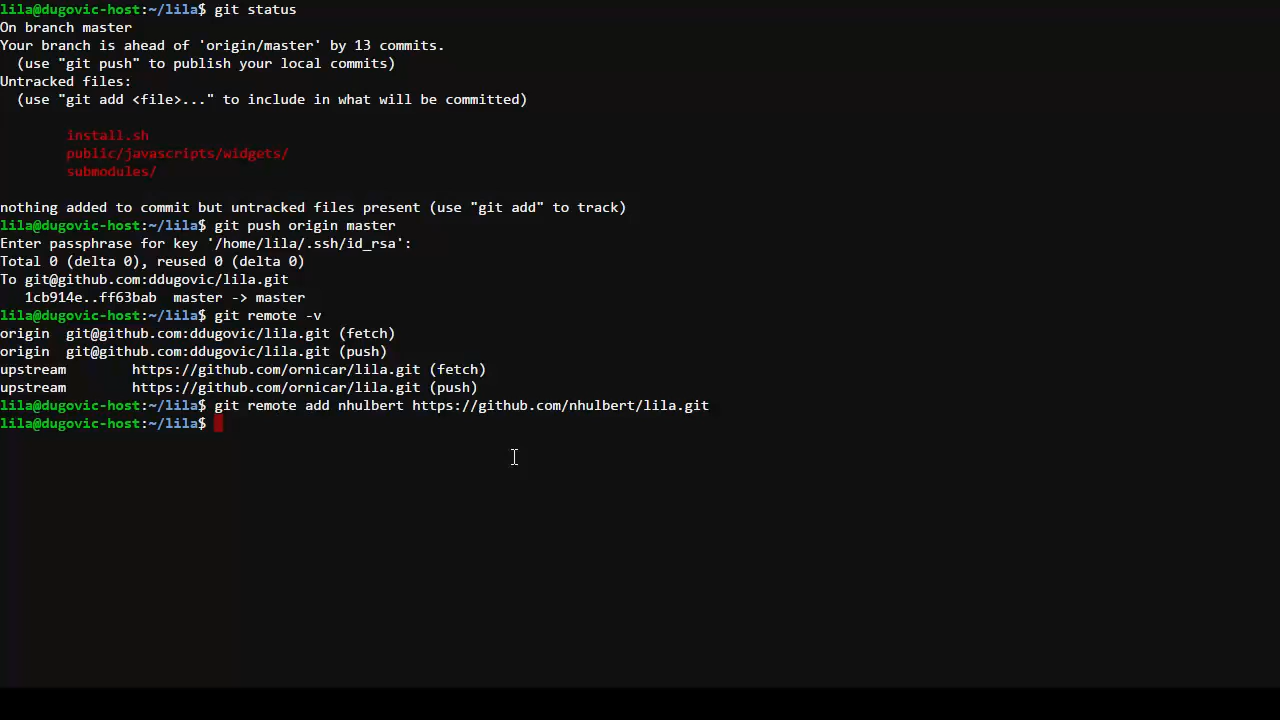 lila@dugovic-host:~/lila$ git status
On branch master
Your branch is ahead of 'origin/master' by 13 commits.
  (use "git push" to publish your local commits)
Untracked files:
  (use "git add <file>..." to include in what will be committed)
        install.sh
        public/javascripts/widgets/
        submodules/
nothing added to commit but untracked files present (use "git add" to track)
lila@dugovic-host:~/lila$ git push origin master
Enter passphrase for key '/home/lila/.ssh/id_rsa':
Total 0 (delta 0), reused 0 (delta 0)
To git@github.com:ddugovic/lila.git
   1cb914e..ff63bab  master -> master
lila@dugovic-host:~/lila$ git remote -v
origin  git@github.com:ddugovic/lila.git (fetch)
origin  git@github.com:ddugovic/lila.git (push)
upstream        https://github.com/ornicar/lila.git (fetch)
upstream        https://github.com/ornicar/lila.git (push)
lila@dugovic-host:~/lila$ git remote add nhulbert https://github.com/nhulbert/lila.git
lila@dugovic-host:~/lila$